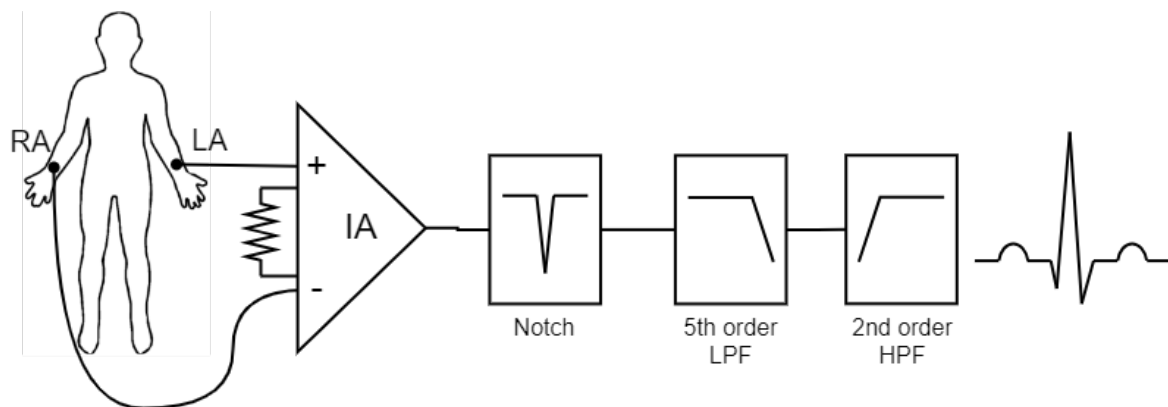 RA
LA
+
IA
-
Notch
5th order
LPF
2nd order
HPF